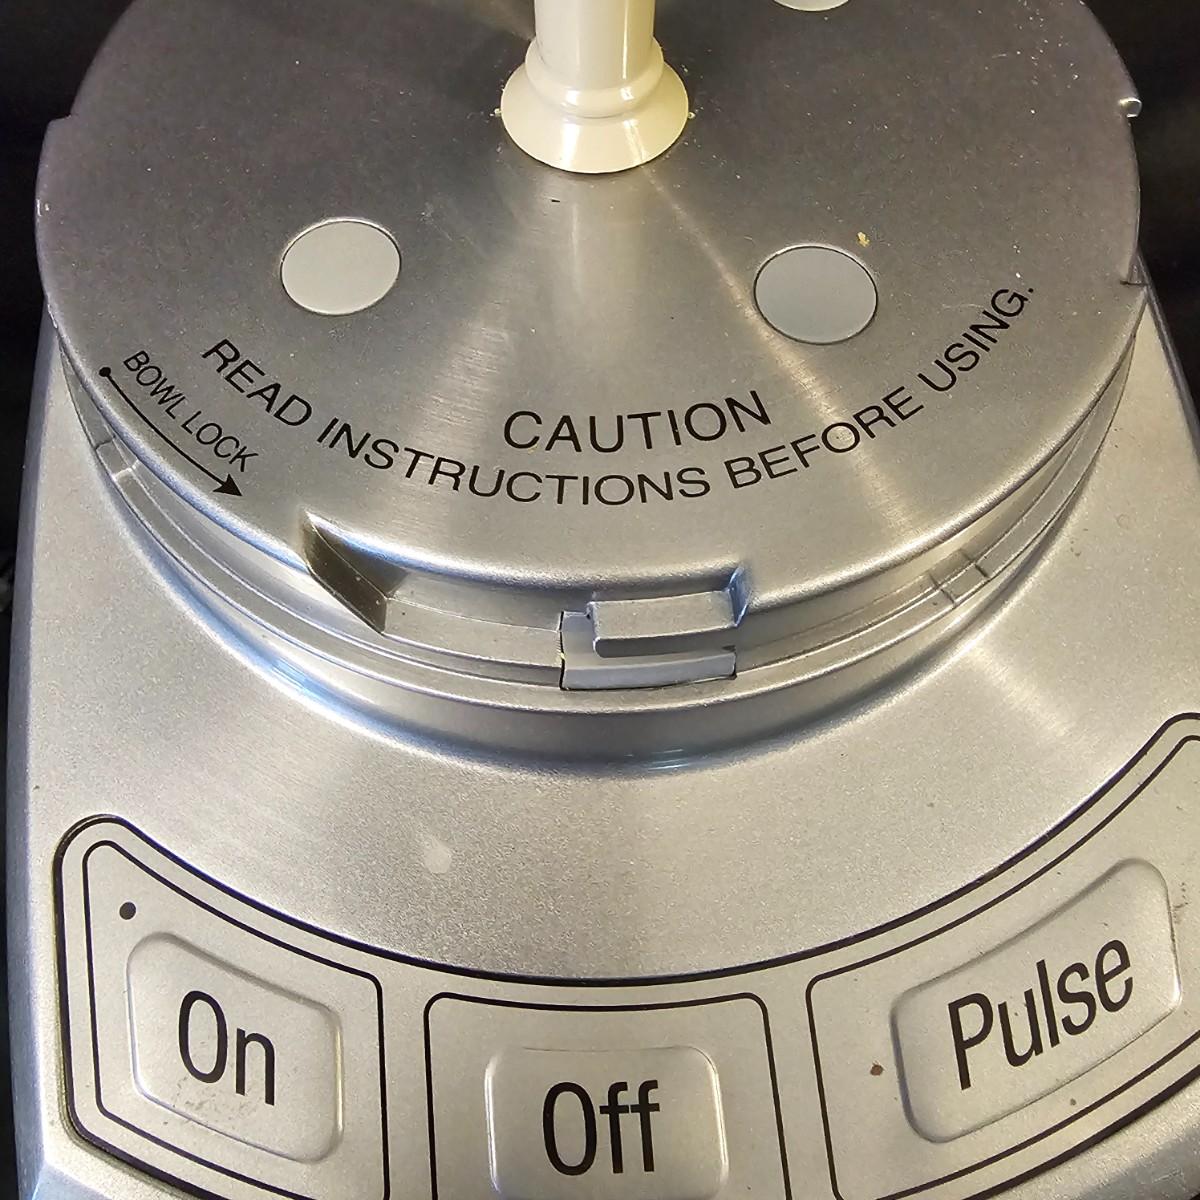 BOWL LOCK
CAUTION
READ INSTRUCTIONS BEFORE USING.
On
Off
Pulse